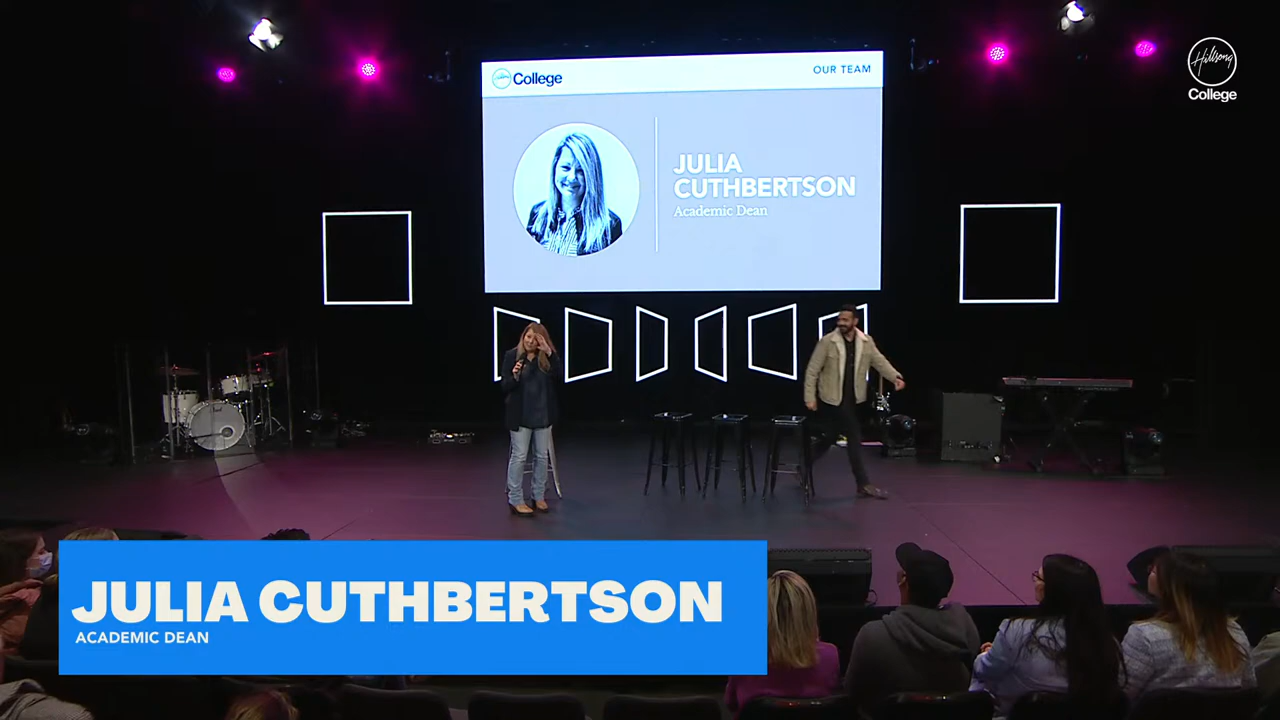 College
OUR TEAM
Hillsong
College
JULIA
CUTHBERTSON
Academic Dean
JULIA CUTHBERTSON
ACADEMIC DEAN